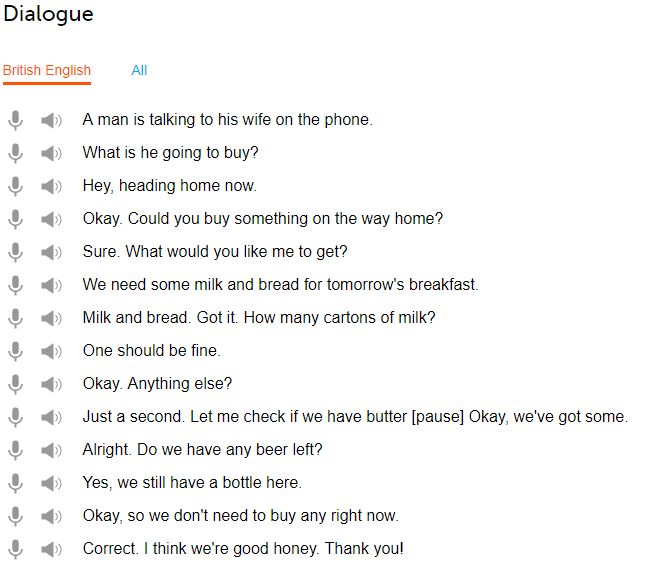 Dialogue
British English All
A man is talking to his wife on the phone.
What is he going to buy?
Hey, heading home now.
Okay. Could you buy something on the way home?
Sure. What would you like me to get?
We need some milk and bread for tomorrow's breakfast.
Milk and bread. Got it. How many cartons of milk?
One should be fine.
Okay. Anything else?
Just a second. Let me check if we have butter [pause] Okay, we've got some.
Alright. Do we have any beer left?
Yes, we still have a bottle here.
Okay, so we don't need to buy any right now.
Correct. I think we're good honey. Thank you!